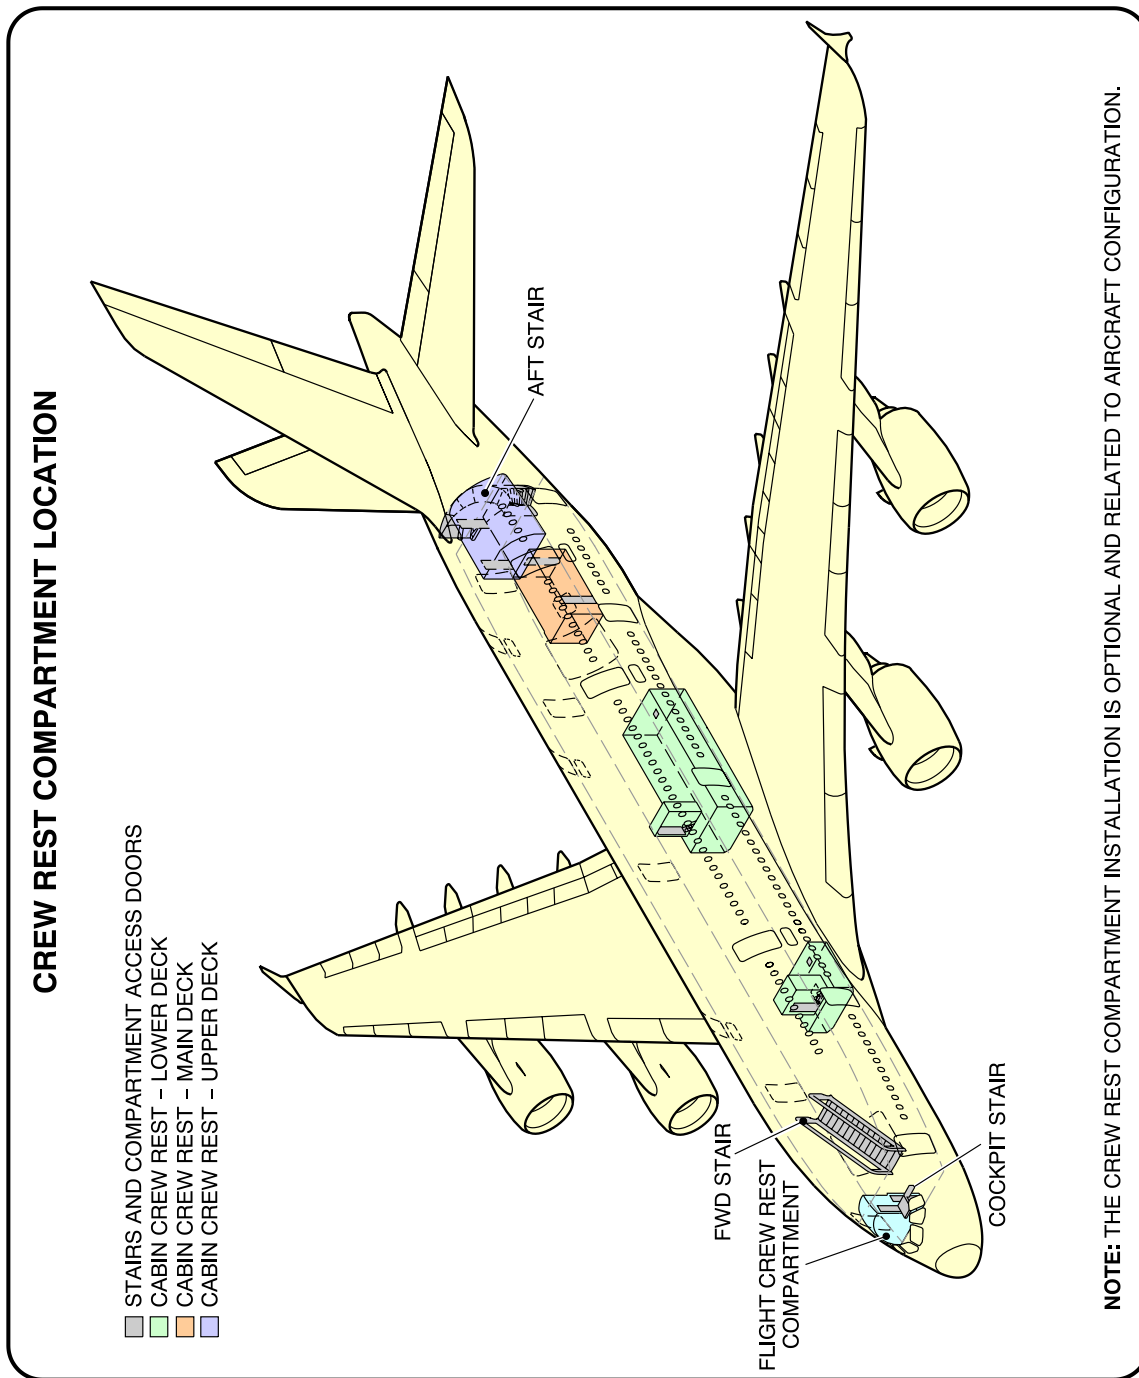 CREW REST COMPARTMENT LOCATION
STAIRS AND COMPARTMENT ACCESS DOORS
CABIN CREW REST – LOWER DECK
CABIN CREW REST – MAIN DECK
CABIN CREW REST – UPPER DECK
AFT STAIR
FWD STAIR
FLIGHT CREW REST
COMPARTMENT
COCKPIT STAIR
NOTE: THE CREW REST COMPARTMENT INSTALLATION IS OPTIONAL AND RELATED TO AIRCRAFT CONFIGURATION.